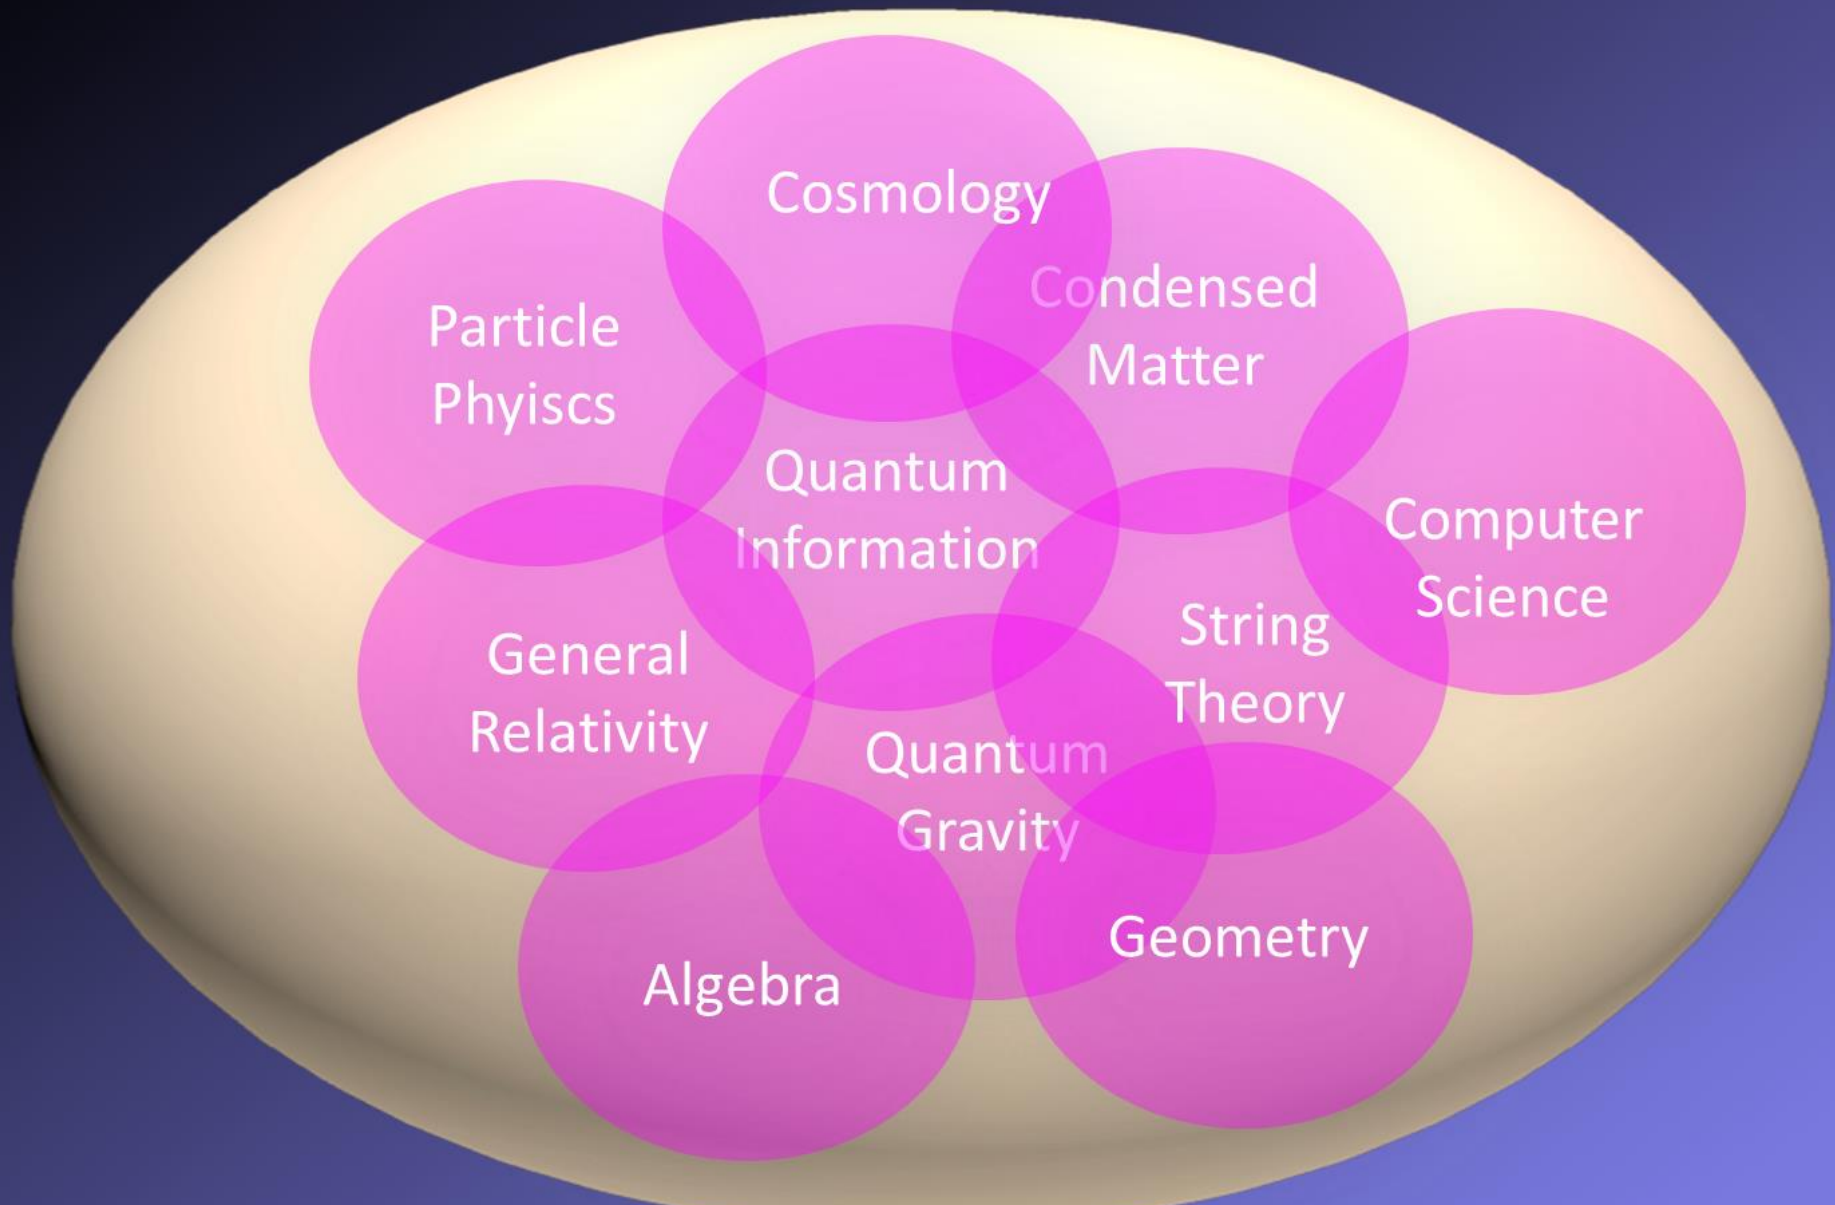 Cosmology
Condensed
Matter
Particle
Phyiscs
Quantum
Information
Computer
Science
String
Theory
General
Relativity
Quantum
Gravity
Geometry
Algebra